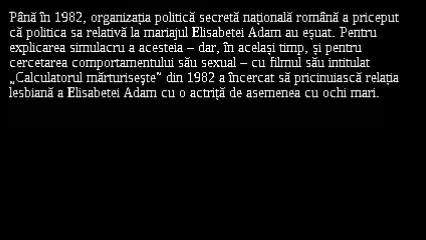 Până în 1982, organizația politică secretă națională română a priceput
că politica sa relativă la mariajul Elisabetei Adam au eșuat. Pentru
explicarea simulacru a acesteia – dar, în același timp, și pentru
cercetarea comportamentului său sexual – cu filmul său intitulat
„Calculatorul mărturisește” din 1982 a încercat să pricinuiască relația
lesbiană a Elisabetei Adam cu o actriță de asemenea cu ochi mari.